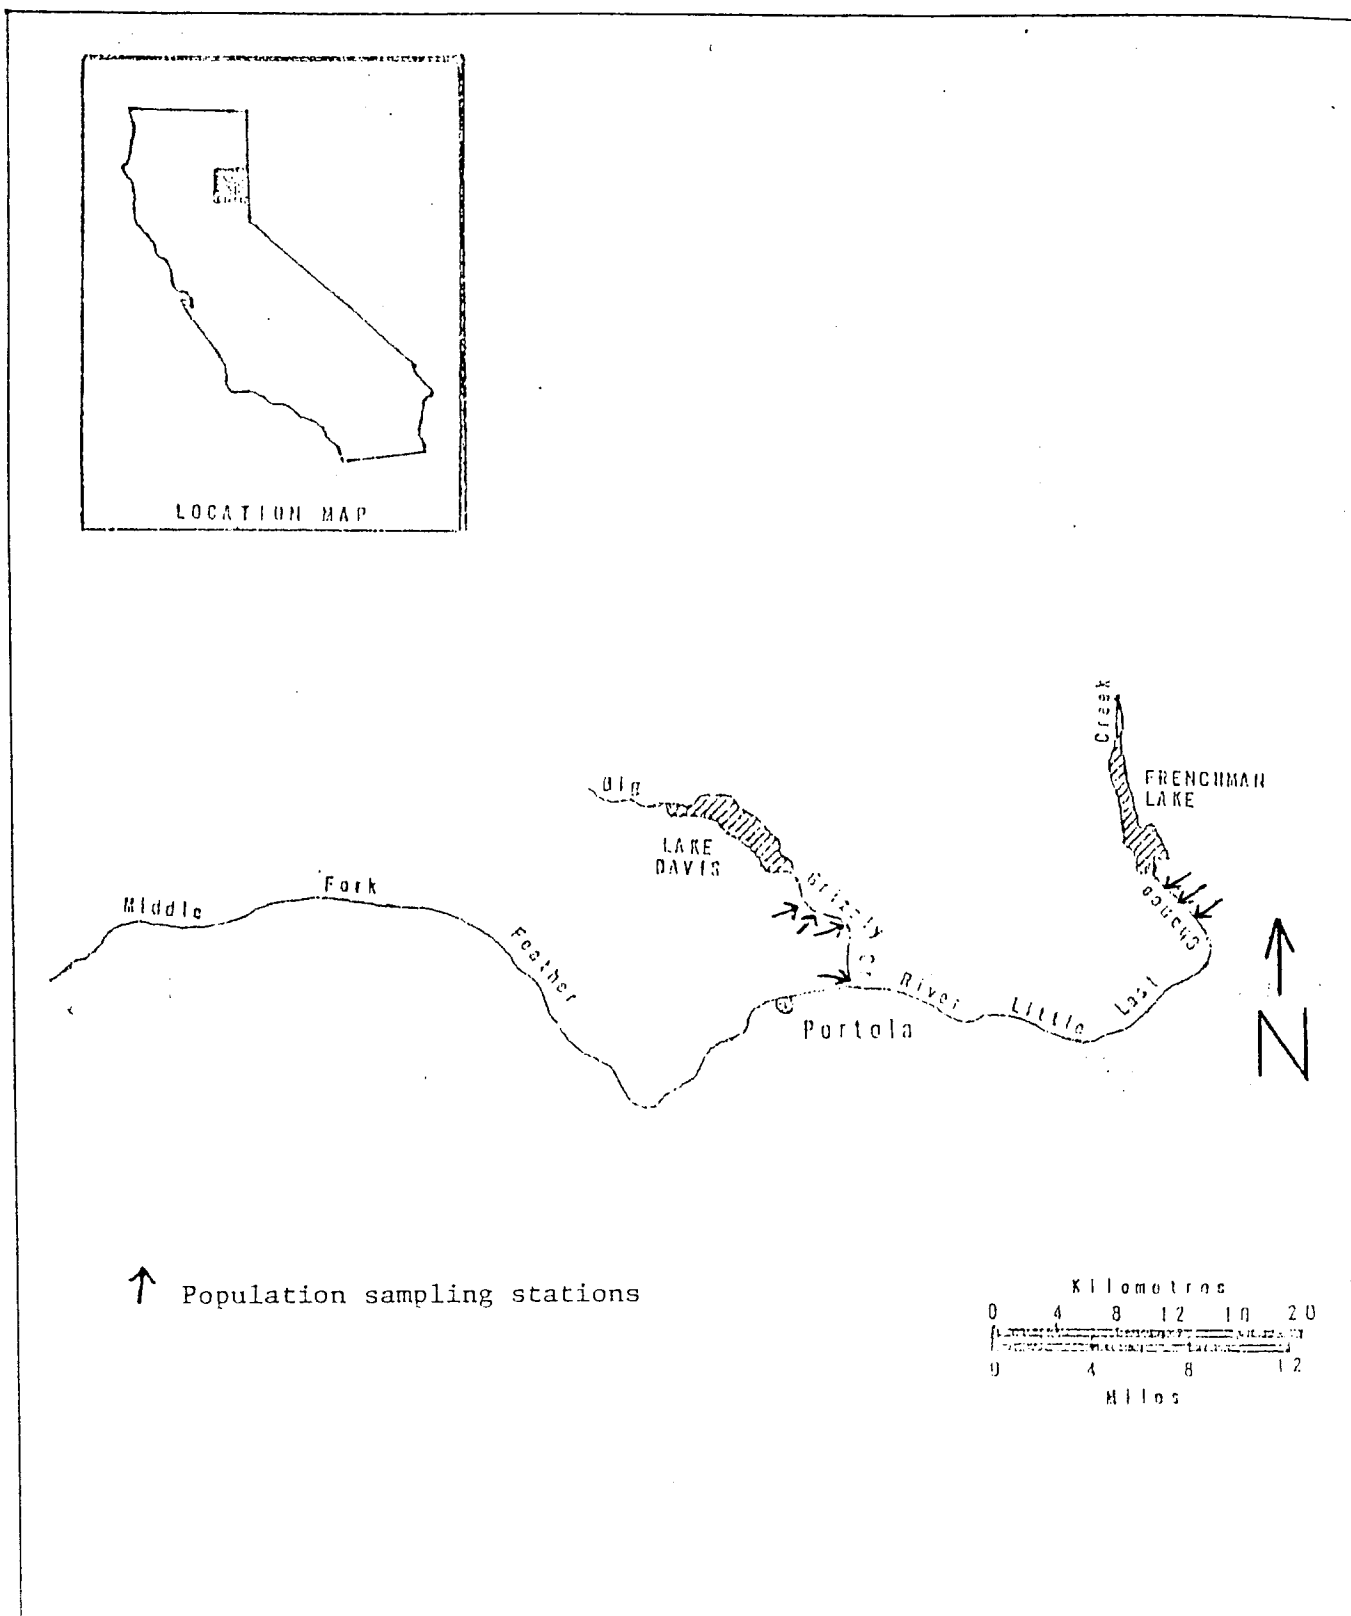 LOCATION MAP
Creek
FRENCHMAN
LAKE
Big
LAKE
DAVIS
Grizzly
Cr
Chance
Middle
Fork
Feather
River
Little
Last
Portola
N
Population sampling stations
Kilometres
0 4 8 12 16 20
0 4 8 12
Miles